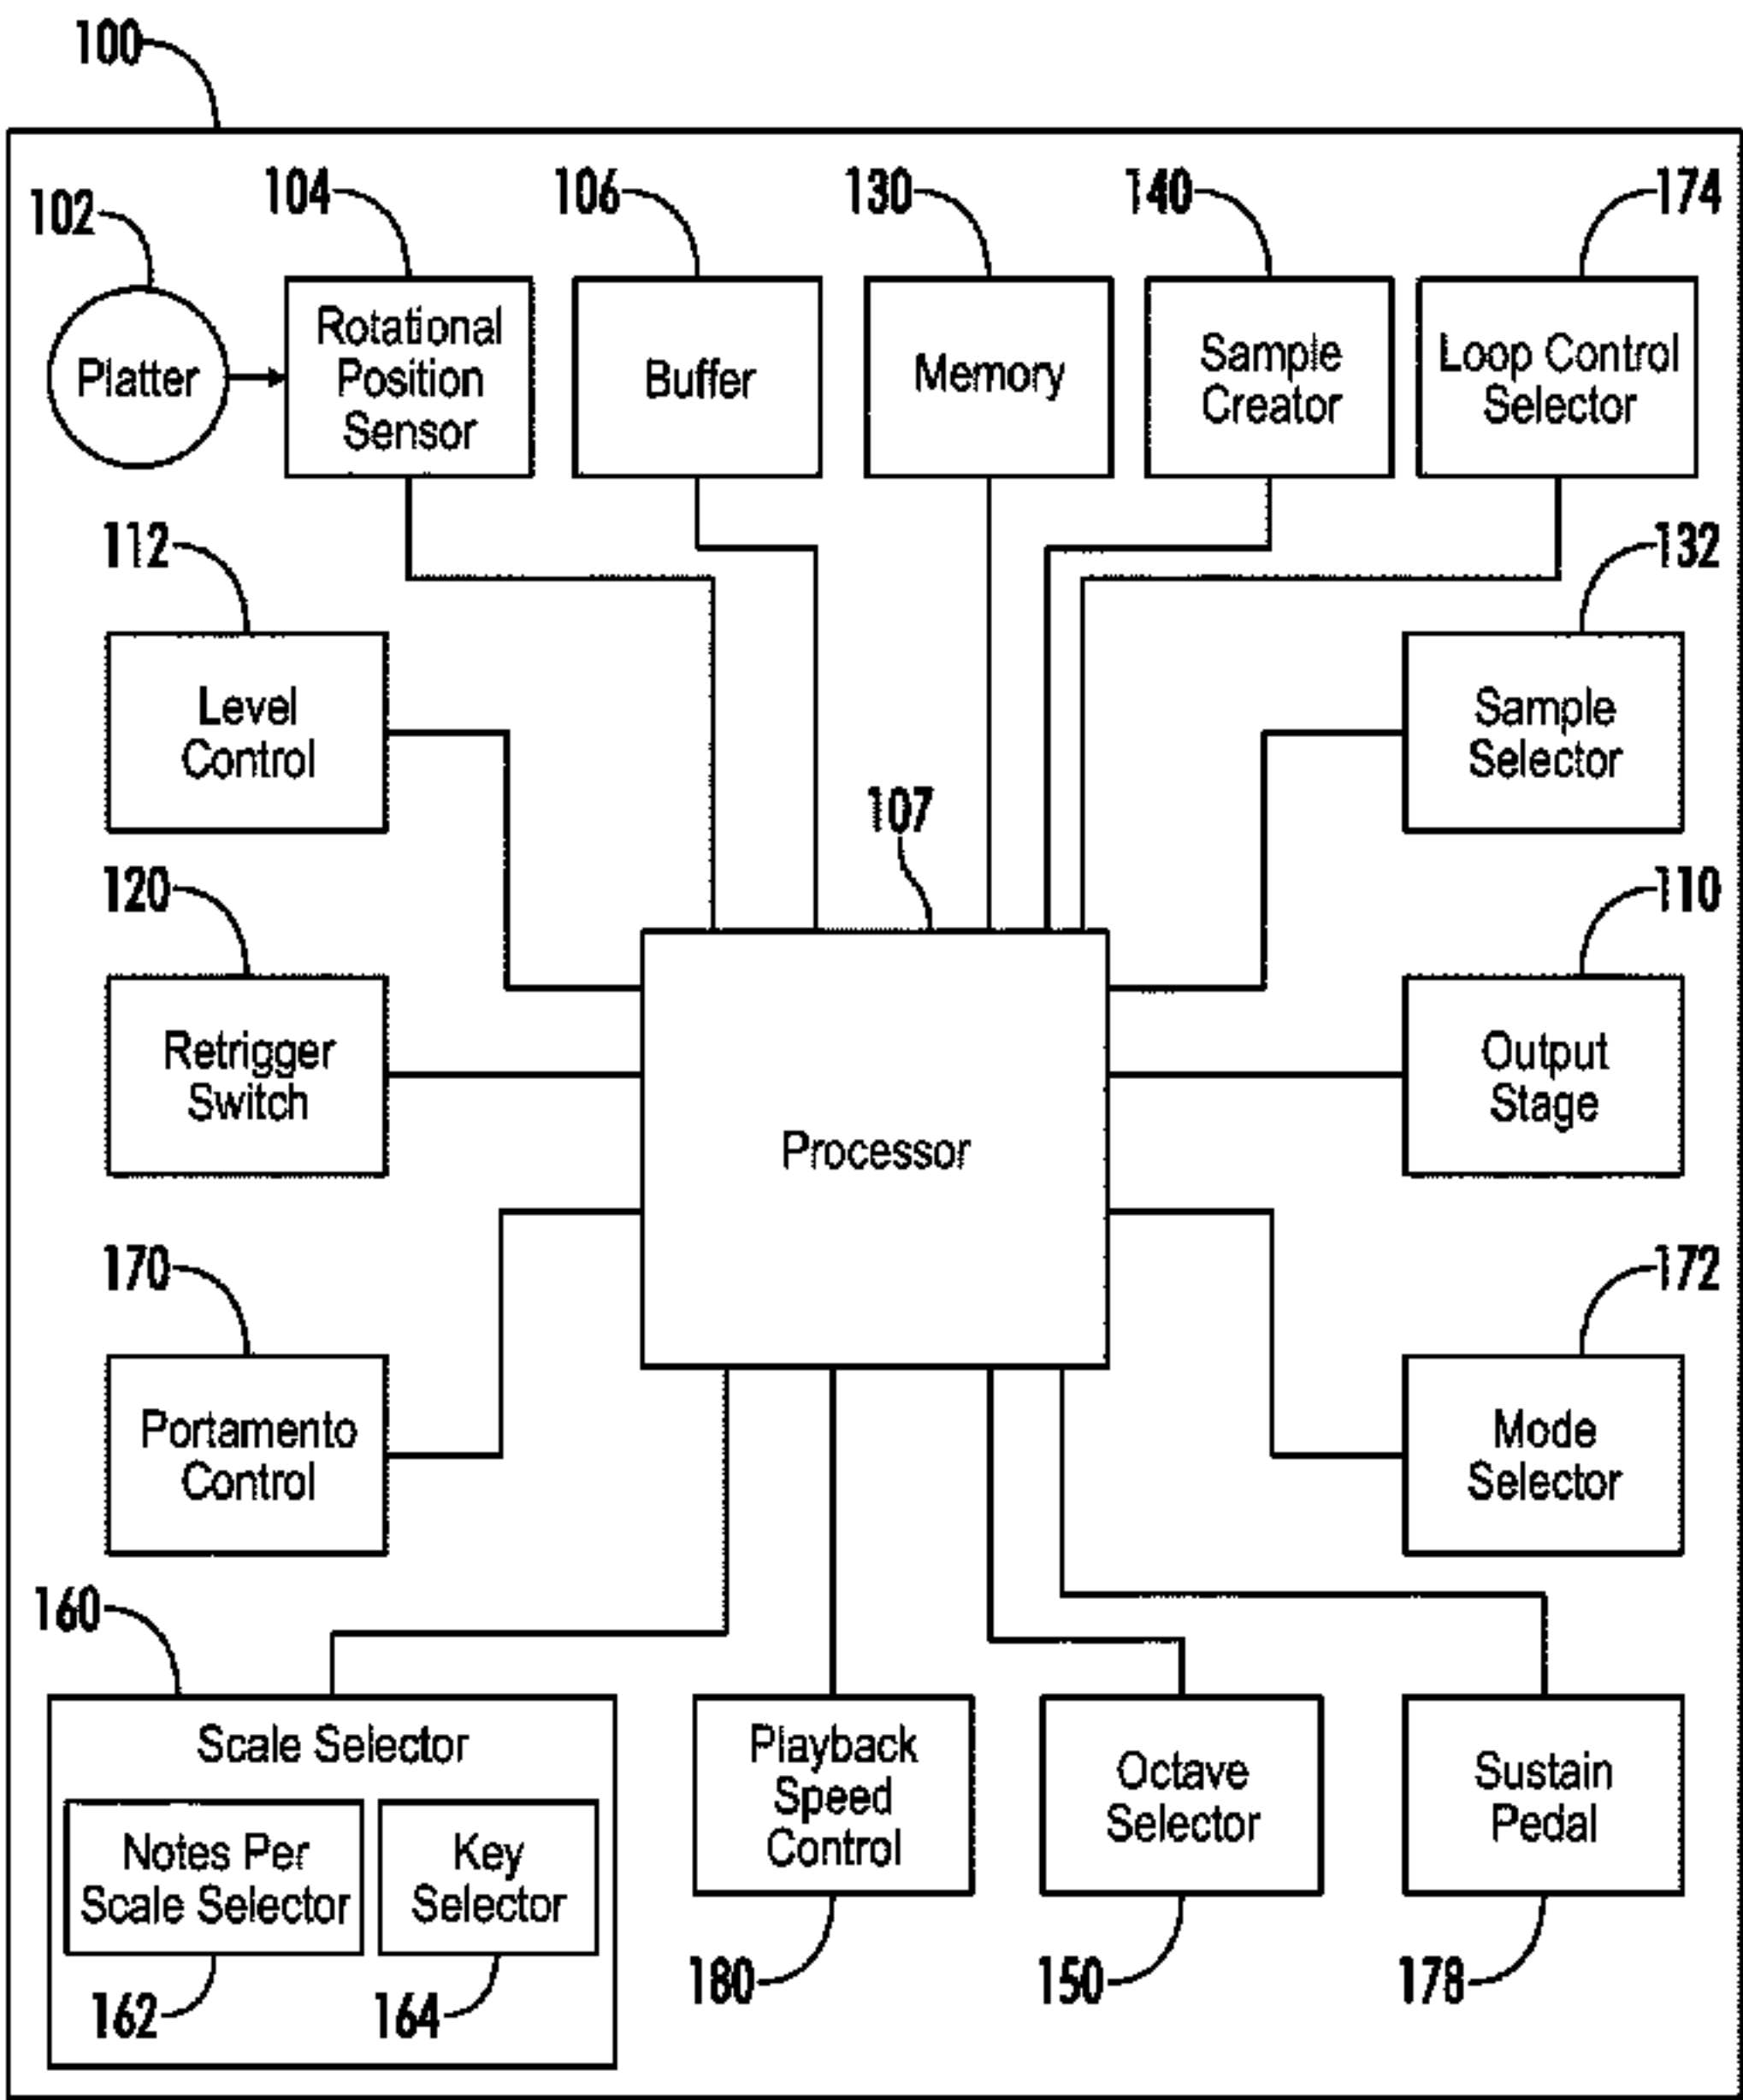 100
102
104
106
130
140
174
Platter
Rotational
Position
Sensor
Buffer
Memory
Sample
Creator
Loop Control
Selector
112
132
Level
Control
Sample
Selector
107
120
110
Retrigger
Switch
Output
Stage
Processor
170
172
Portamento
Control
Mode
Selector
160
Scale Selector
Notes Per
Scale Selector
Key
Selector
Playback
Speed
Control
Octave
Selector
Sustain
Pedal
162
164
180
150
178